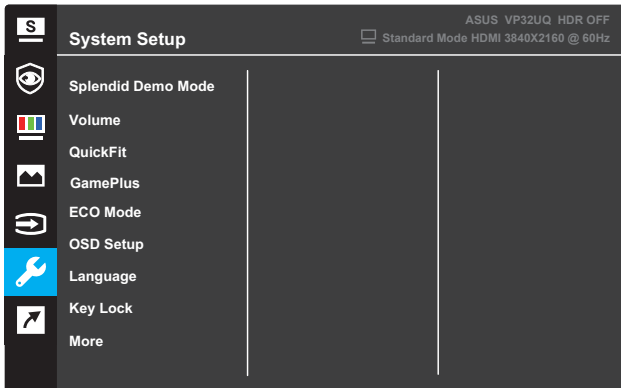 S
ASUS VP32UQ HDR OFF
System Setup
Standard Mode HDMI 3840X2160 @ 60Hz
Splendid Demo Mode
Volume
QuickFit
GamePlus
ECO Mode
OSD Setup
Language
Key Lock
More